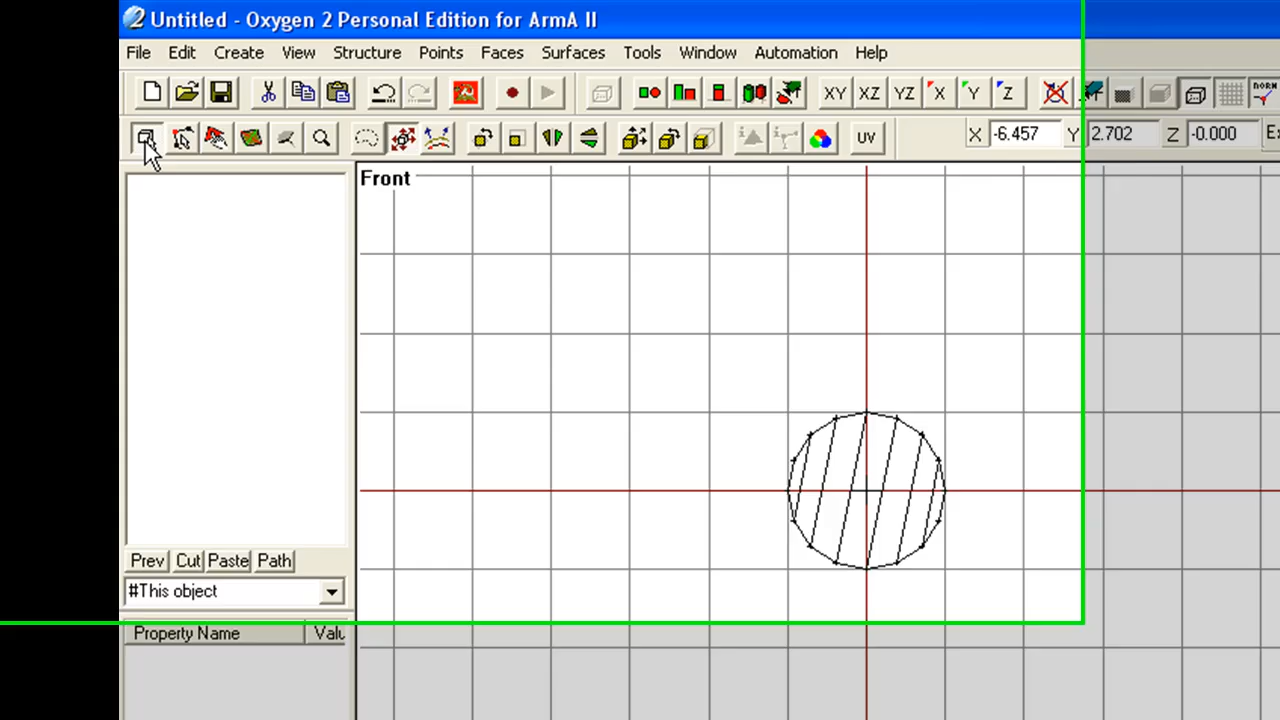 Untitled - Oxygen 2 Personal Edition for ArmA II
File Edit Create View Structure Points Faces Surfaces Tools Window Automation Help
XY XZ YZ X Y Z NORM
UV X -6.457 Y 2.702 Z -0.000
Front
Prev Cut Paste Path
#This object
Property Name Valu